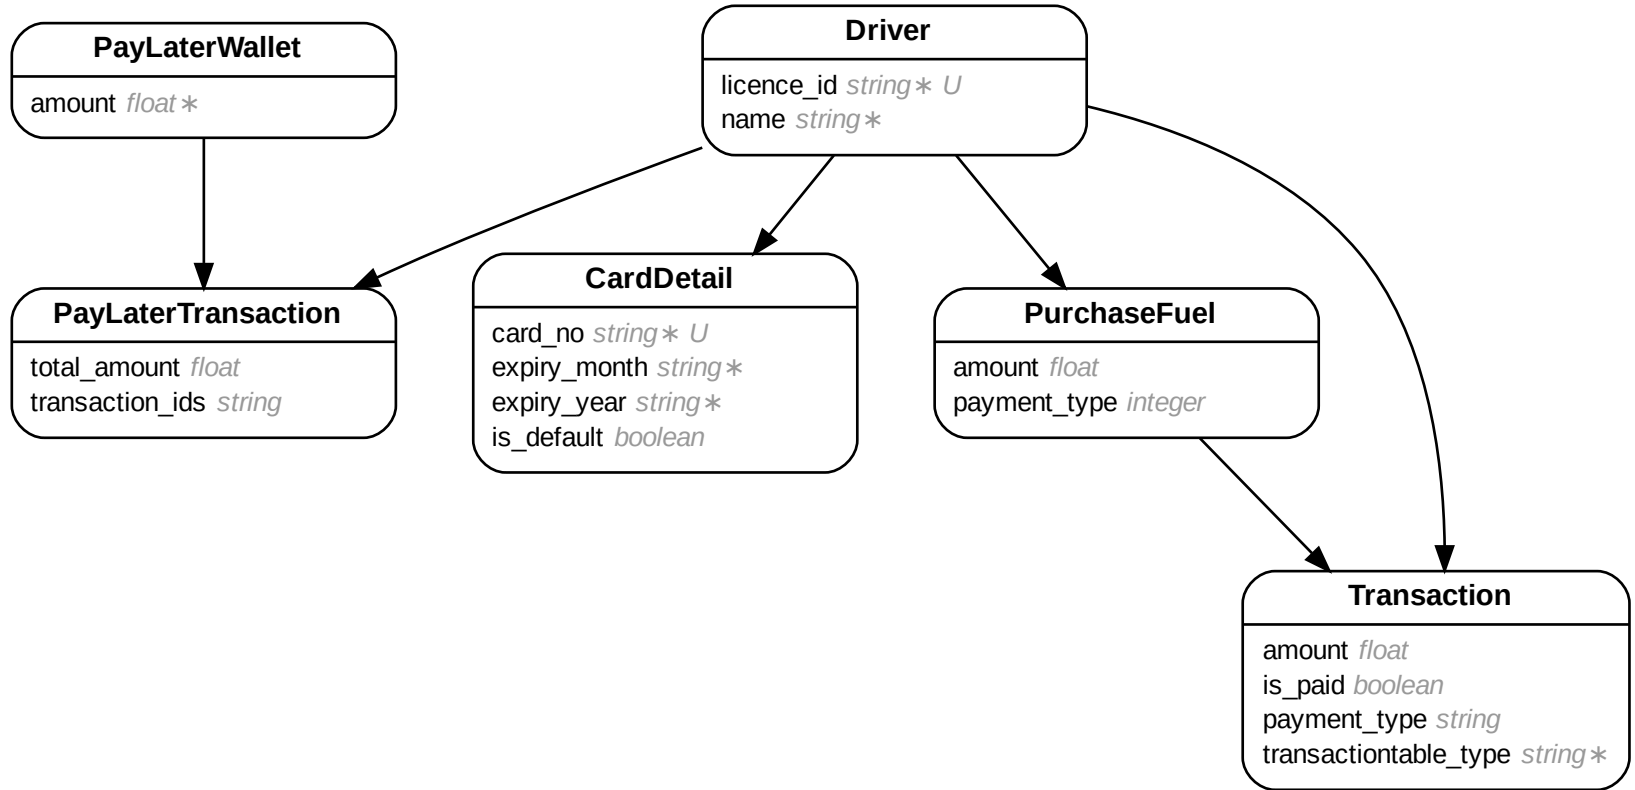 PayLaterWallet
amount float∗
Driver
licence_id string∗ U
name string∗
PayLaterTransaction
total_amount float
transaction_ids string
CardDetail
card_no string∗ U
expiry_month string∗
expiry_year string∗
is_default boolean
PurchaseFuel
amount float
payment_type integer
Transaction
amount float
is_paid boolean
payment_type string
transactiontable_type string∗